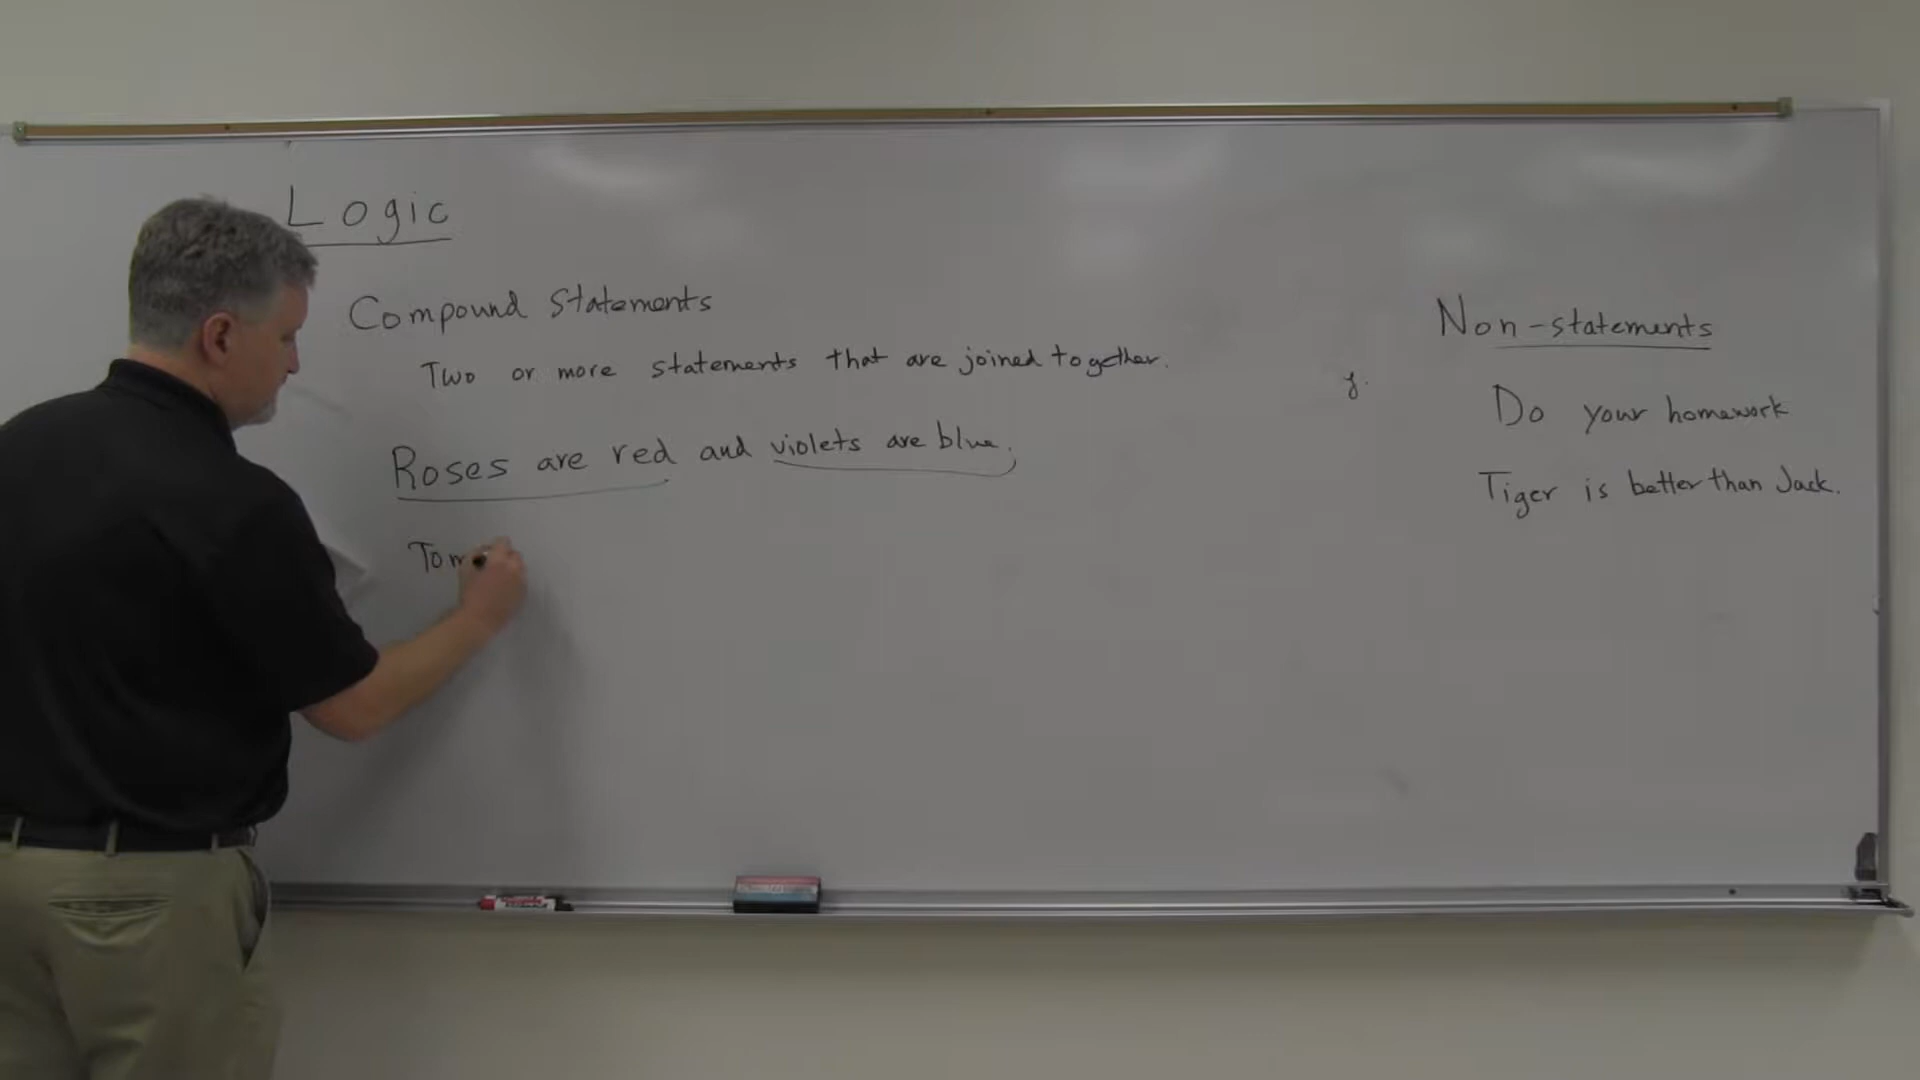 Logic
Compound Statements
Two or more statements that are joined together.
Roses are red and violets are blue.
Tom
y.
Non-statements
Do your homework
Tiger is better than Jack.